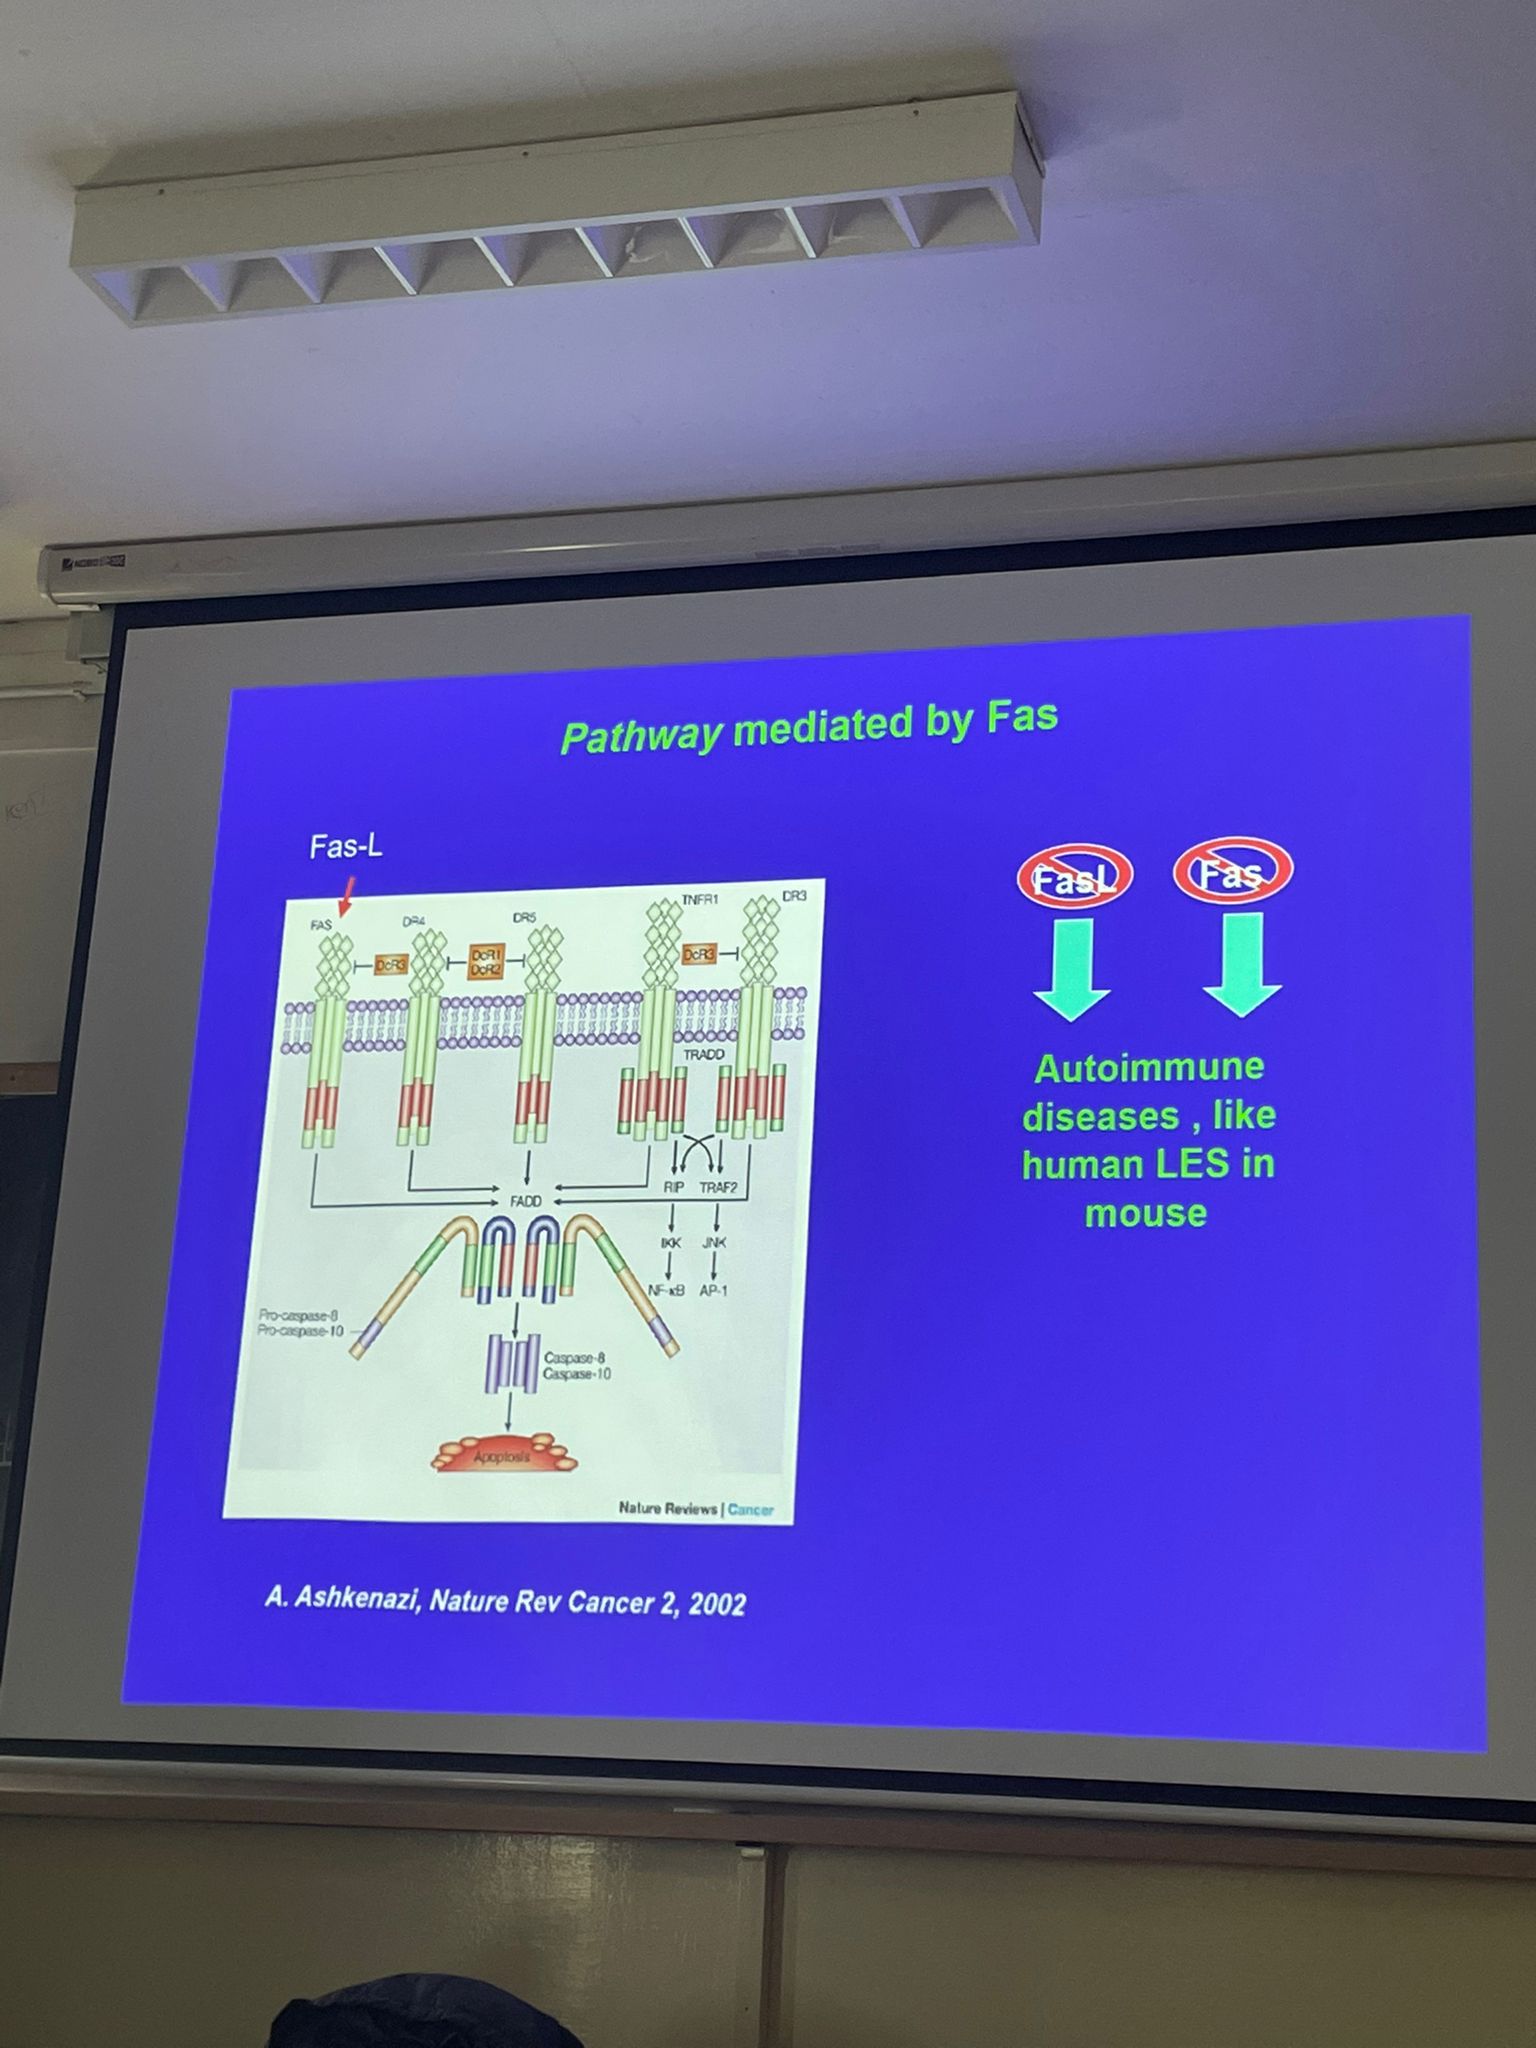 Pathway mediated by Fas
Fas-L
FasL
Fas
FAS
DR4
DR5
TNFR1
DR3
DcR3
DcR1
DcR2
DcR3
TRADD
RIP
TRAF2
FADD
IKK
JNK
NF-κB
AP-1
Pro-caspase-8
Pro-caspase-10
Caspase-8
Caspase-10
Apoptosis
Nature Reviews | Cancer
Autoimmune
diseases , like
human LES in
mouse
A. Ashkenazi, Nature Rev Cancer 2, 2002